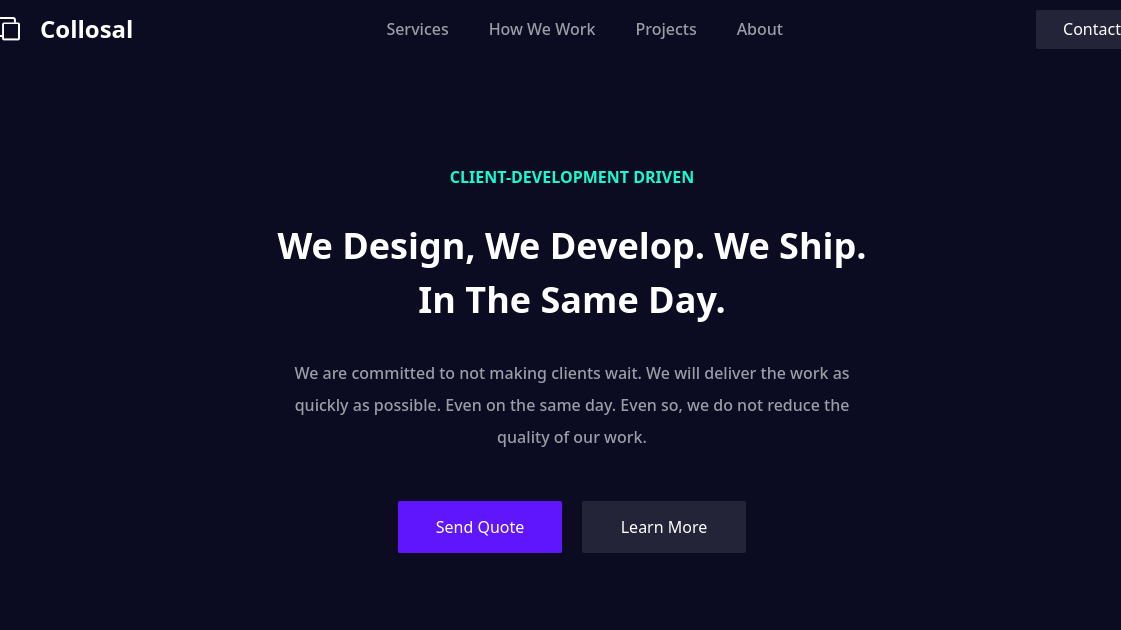 Collosal
Services
How We Work
Projects
About
Contact
CLIENT-DEVELOPMENT DRIVEN
We Design, We Develop. We Ship.
In The Same Day.
We are committed to not making clients wait. We will deliver the work as
quickly as possible. Even on the same day. Even so, we do not reduce the
quality of our work.
Send Quote
Learn More